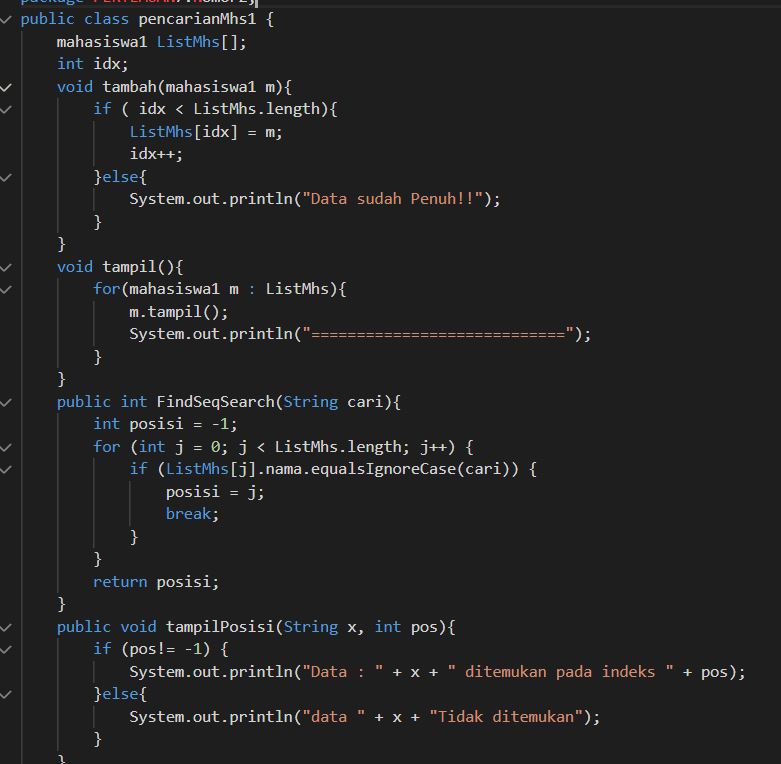 public class pencarianMhs1 {
    mahasiswa1 ListMhs[];
    int idx;
    void tambah(mahasiswa1 m){
        if ( idx < ListMhs.length){
            ListMhs[idx] = m;
            idx++;
        }else{
            System.out.println("Data sudah Penuh!!");
        }
    }
    void tampil(){
        for(mahasiswa1 m : ListMhs){
            m.tampil();
            System.out.println("============================");
        }
    }
    public int FindSeqSearch(String cari){
        int posisi = -1;
        for (int j = 0; j < ListMhs.length; j++) {
            if (ListMhs[j].nama.equalsIgnoreCase(cari)) {
                posisi = j;
                break;
            }
        }
        return posisi;
    }
    public void tampilPosisi(String x, int pos){
        if (pos!= -1) {
            System.out.println("Data : " + x + " ditemukan pada indeks " + pos);
        }else{
            System.out.println("data " + x + "Tidak ditemukan");
        }
    }